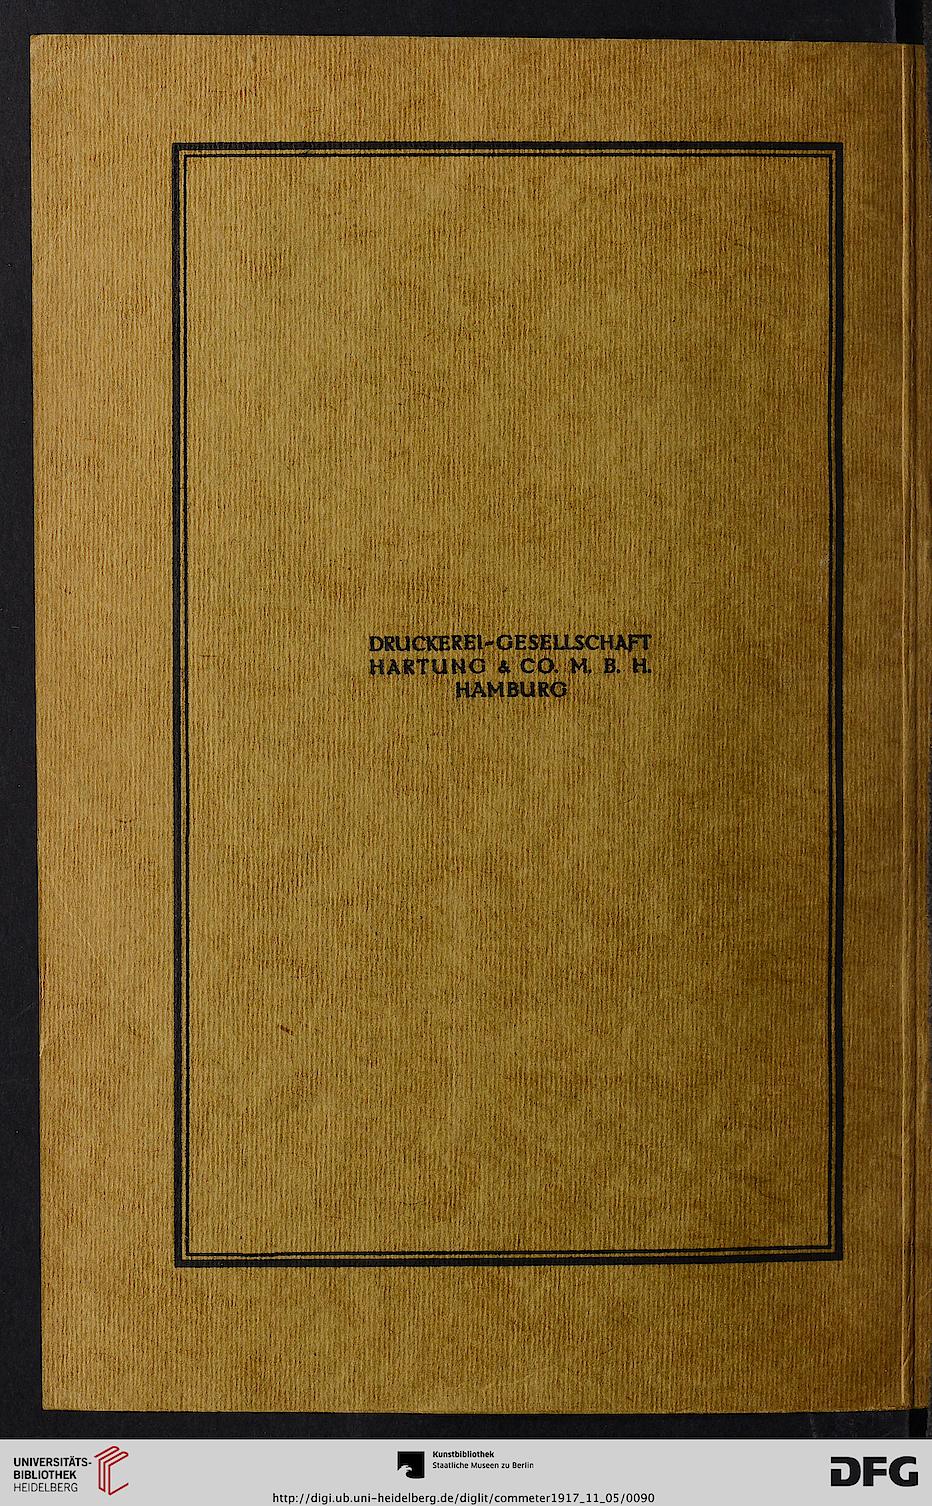 DRUCKEREI-GESELLSCHAFT
HARTUNG & CO. M. B. H.
HAMBURG
UNIVERSITÄTS-
BIBLIOTHEK
HEIDELBERG
Kunstbibliothek
Staatliche Museen zu Berlin
DFG
http://digi.ub.uni-heidelberg.de/diglit/commeter1917_11_05/0090